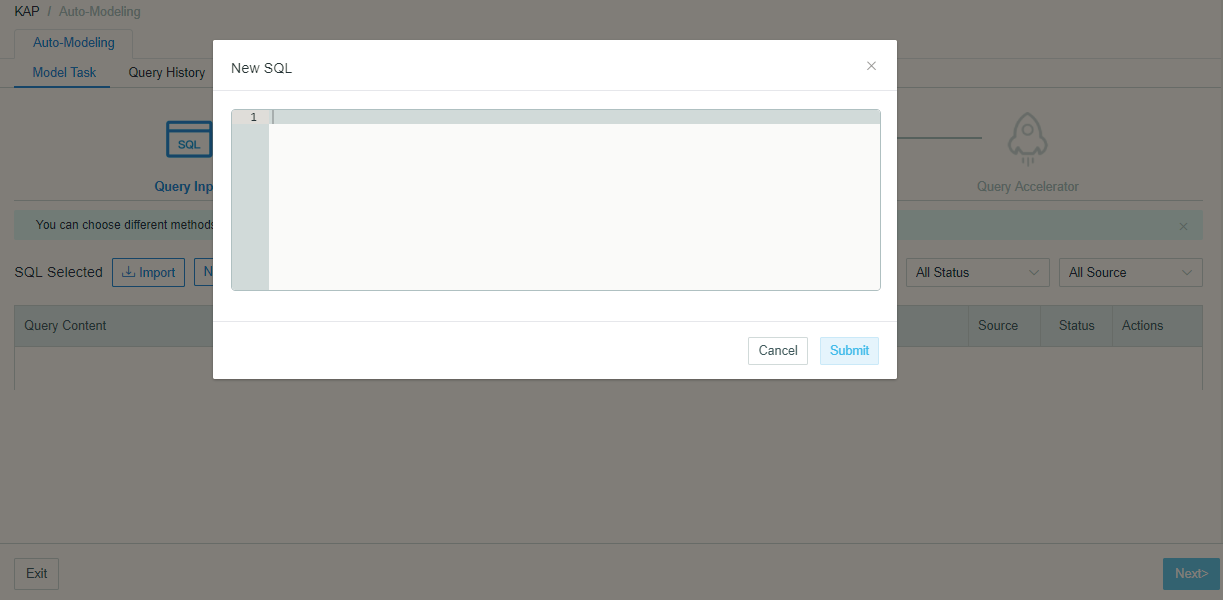 KAP / Auto-Modeling
Auto-Modeling
Model Task Query History
New SQL
1
SQL
Query Inp
Query Accelerator
You can choose different methods
SQL Selected Import N All Status All Source
Query Content Source Status Actions
Cancel Submit
Exit Next>